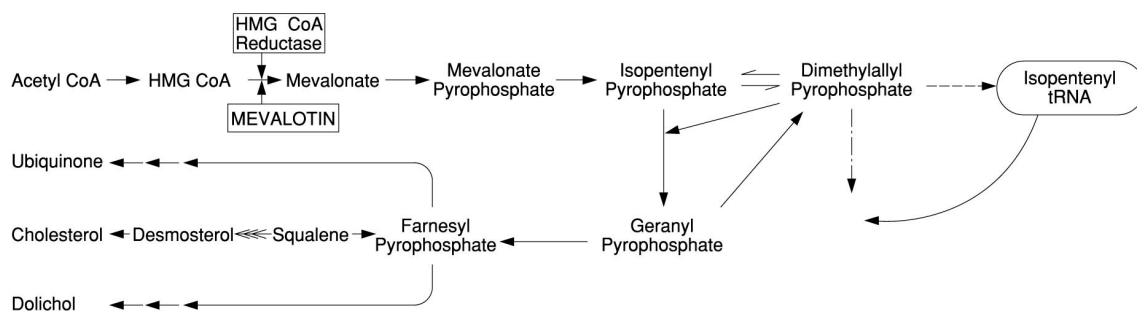 HMG CoA
Reductase
Acetyl CoA
HMG CoA
Mevalonate
Mevalonate
Pyrophosphate
Isopentenyl
Pyrophosphate
Dimethylallyl
Pyrophosphate
Isopentenyl
tRNA
MEVALOTIN
Ubiquinone
Cholesterol
Desmosterol
Squalene
Farnesyl
Pyrophosphate
Geranyl
Pyrophosphate
Dolichol